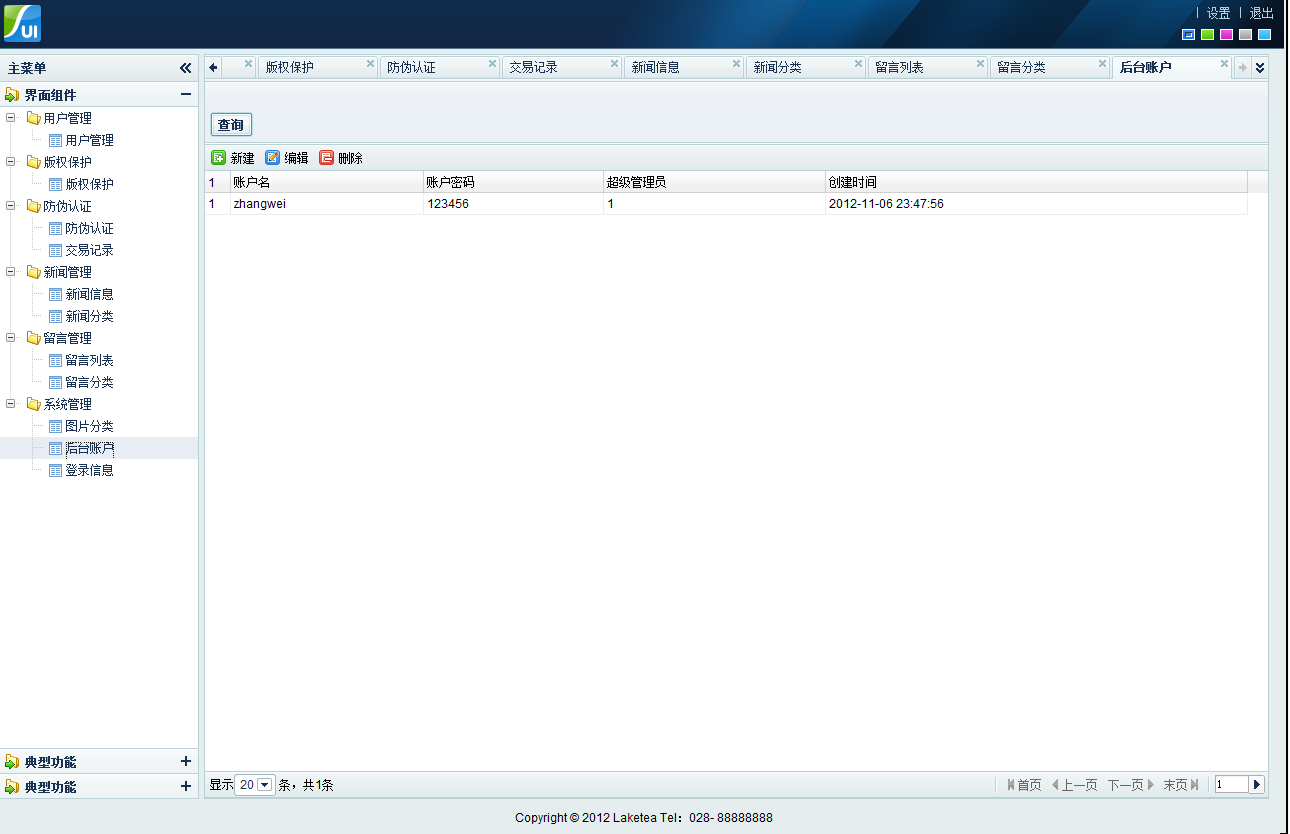 UI
设置 | 退出
主菜单
界面组件
用户管理
用户管理
版权保护
版权保护
防伪认证
防伪认证
交易记录
新闻管理
新闻信息
新闻分类
留言管理
留言列表
留言分类
系统管理
图片分类
后台账户
登录信息
典型功能
典型功能
版权保护 防伪认证 交易记录 新闻信息 新闻分类 留言列表 留言分类 后台账户
查询
新建 编辑 删除
1 账户名 账户密码 超级管理员 创建时间
1 zhangwei 123456 1 2012-11-06 23:47:56
显示 20 条，共1条 首页 上一页 下一页 末页 1
Copyright © 2012 Laketea Tel：028- 88888888